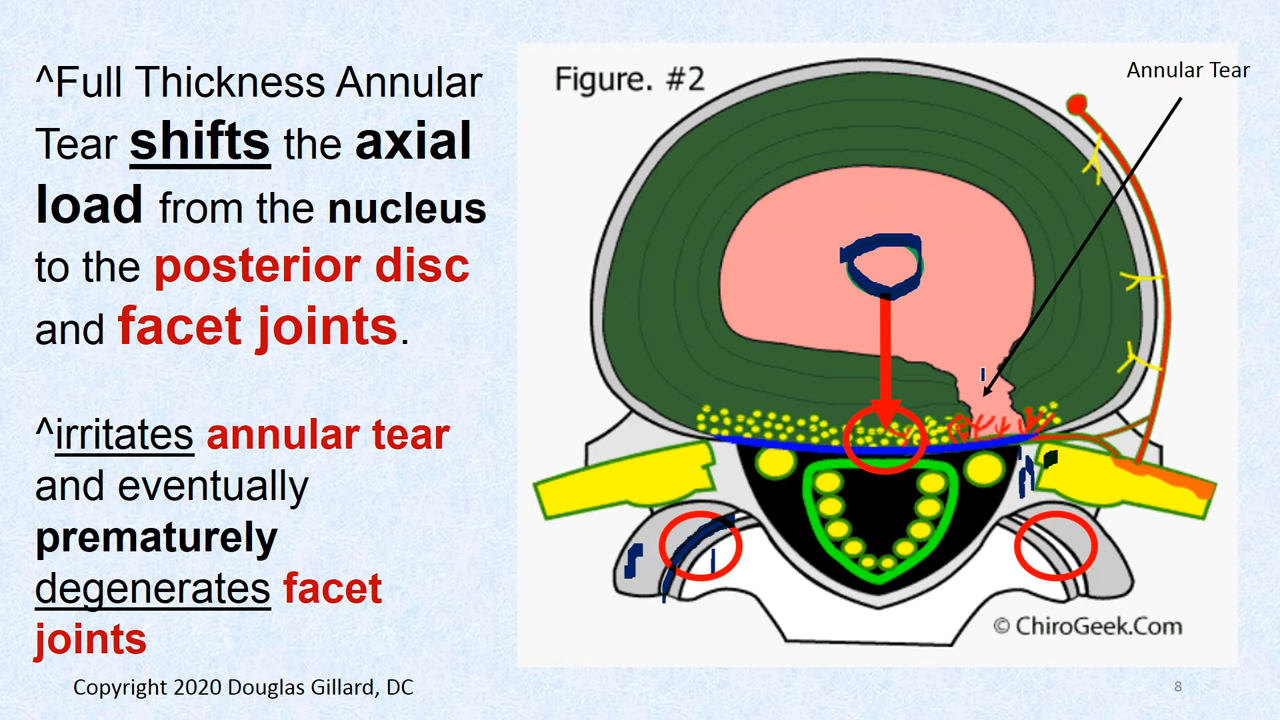 ^Full Thickness Annular
Tear shifts the axial
load from the nucleus
to the posterior disc
and facet joints.
^irritates annular tear
and eventually
prematurely
degenerates facet
joints
Copyright 2020 Douglas Gillard, DC
Figure. #2
Annular Tear
© ChiroGeek.Com
8